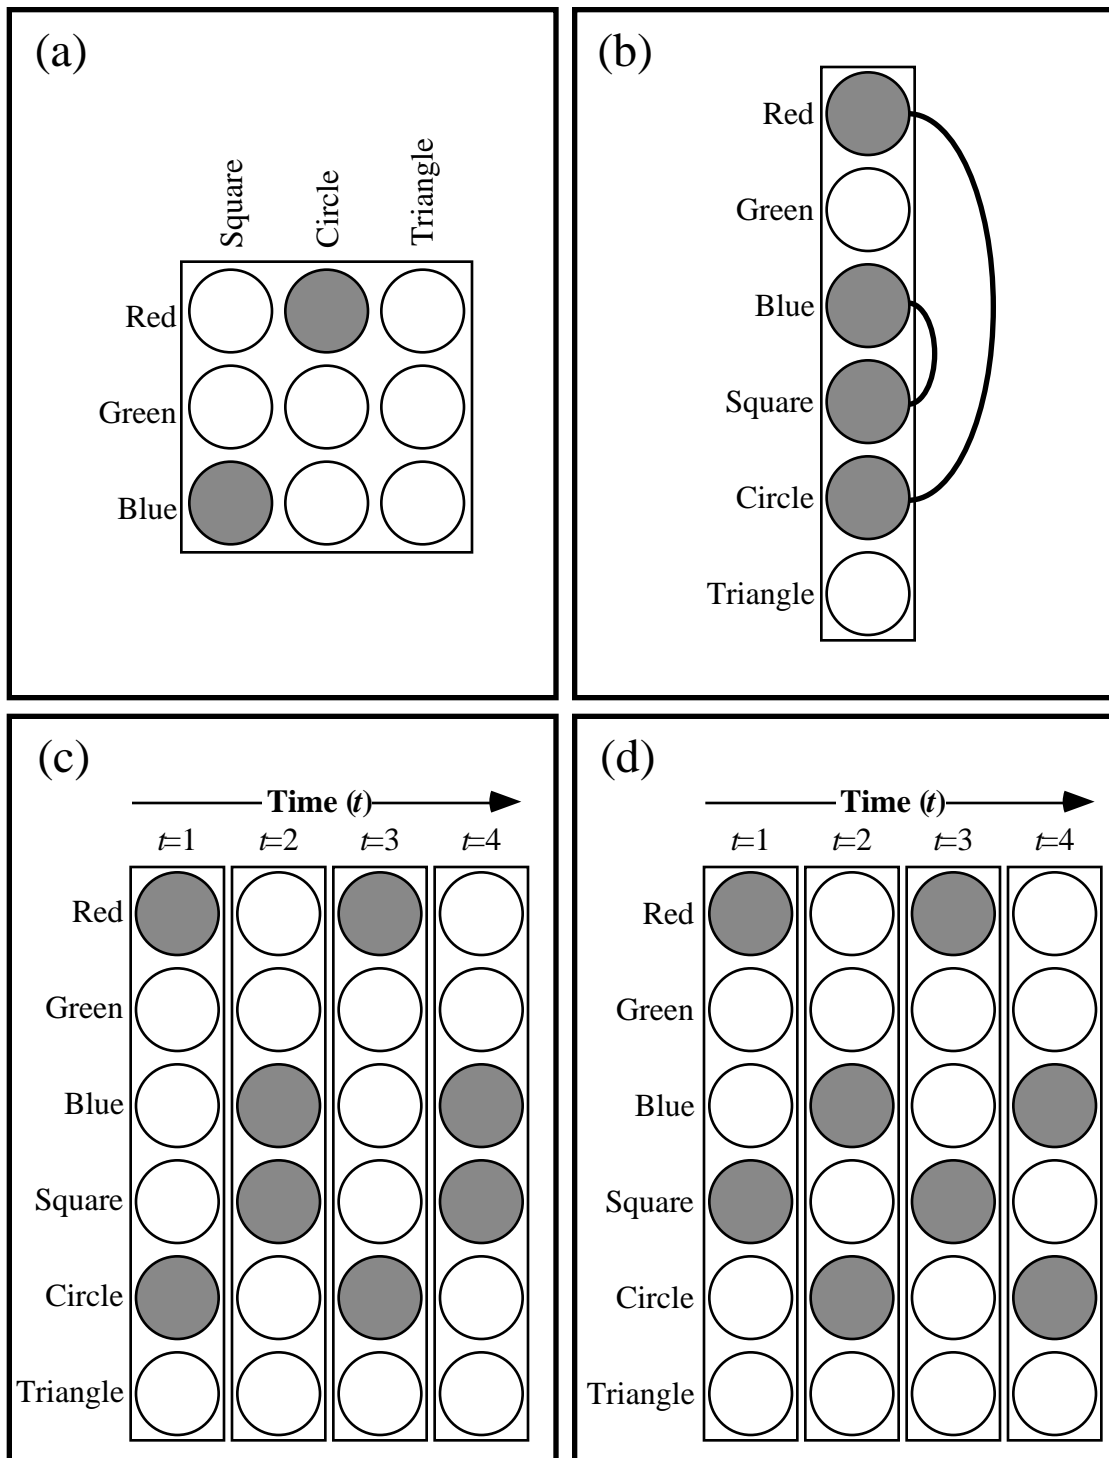 (a)
Square
Circle
Triangle
Red
Green
Blue
(b)
Red
Green
Blue
Square
Circle
Triangle
(c)
Time (t)
t=1 t=2 t=3 t=4
Red
Green
Blue
Square
Circle
Triangle
(d)
Time (t)
t=1 t=2 t=3 t=4
Red
Green
Blue
Square
Circle
Triangle